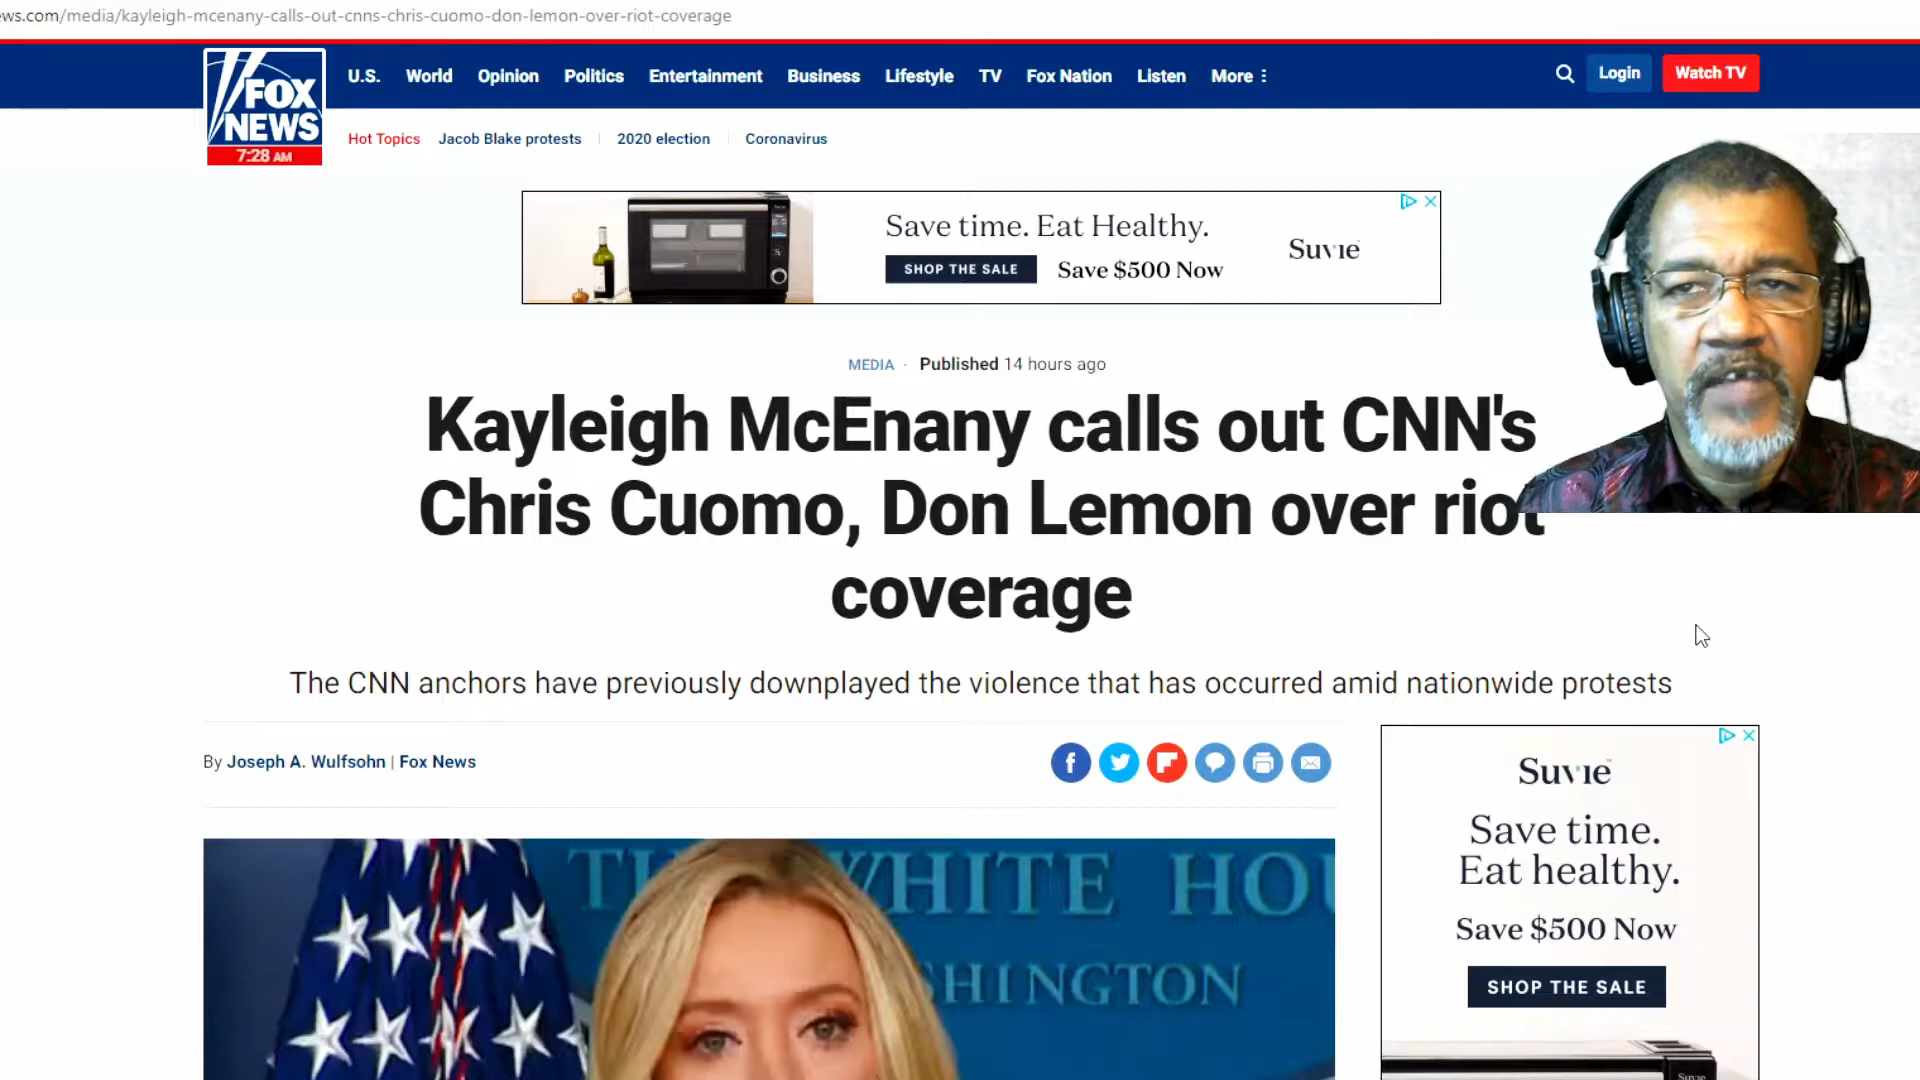 ws.com/media/kayleigh-mcenany-calls-out-cnns-chris-cuomo-don-lemon-over-riot-coverage
FOX NEWS
7:28 AM
U.S. World Opinion Politics Entertainment Business Lifestyle TV Fox Nation Listen More
Login
Watch TV
Hot Topics Jacob Blake protests 2020 election Coronavirus
Save time. Eat Healthy.
SHOP THE SALE Save $500 Now
Suvie
MEDIA · Published 14 hours ago
Kayleigh McEnany calls out CNN's
Chris Cuomo, Don Lemon over riot
coverage
The CNN anchors have previously downplayed the violence that has occurred amid nationwide protests
By Joseph A. Wulfsohn | Fox News
Suvie
Save time.
Eat healthy.
Save $500 Now
SHOP THE SALE
Suvie
THE WHITE HOU
SHINGTON